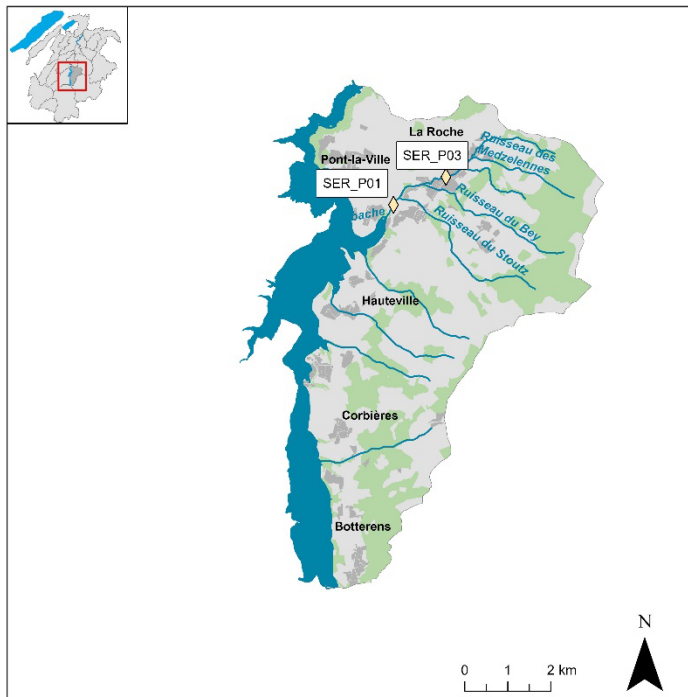 La Roche
Pont-la-Ville
SER_P03
SER_P01
Ruisseau des
Medzelennes
Ruisseau du Bey
Ruisseau du Stoutz
Hauteville
Corbières
Botterens
N
0 1 2 km